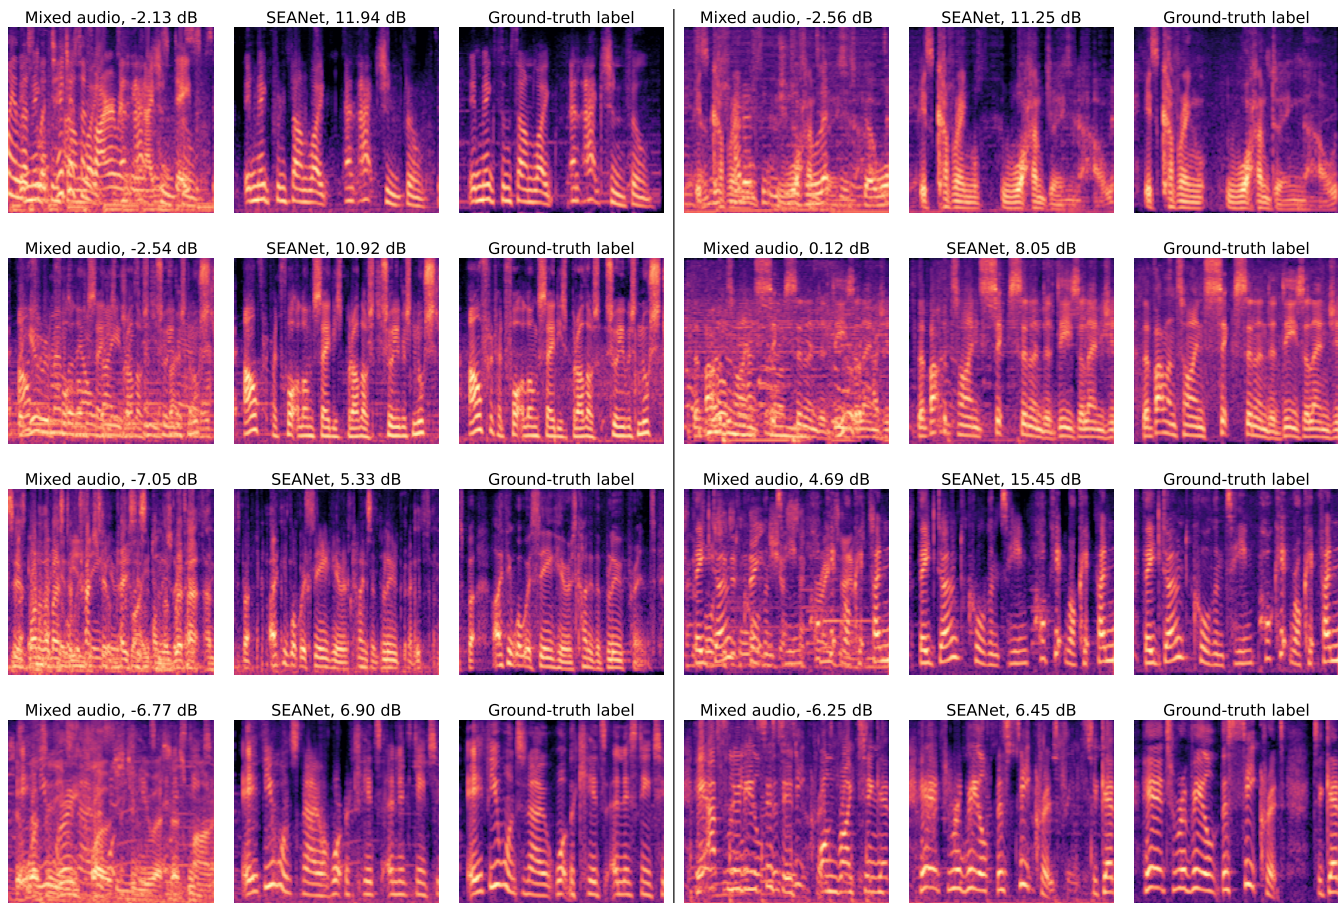 Mixed audio, -2.13 dB SEANet, 11.94 dB Ground-truth label Mixed audio, -2.56 dB SEANet, 11.25 dB Ground-truth label
Mixed audio, -2.54 dB SEANet, 10.92 dB Ground-truth label Mixed audio, 0.12 dB SEANet, 8.05 dB Ground-truth label
Mixed audio, -7.05 dB SEANet, 5.33 dB Ground-truth label Mixed audio, 4.69 dB SEANet, 15.45 dB Ground-truth label
Mixed audio, -6.77 dB SEANet, 6.90 dB Ground-truth label Mixed audio, -6.25 dB SEANet, 6.45 dB Ground-truth label